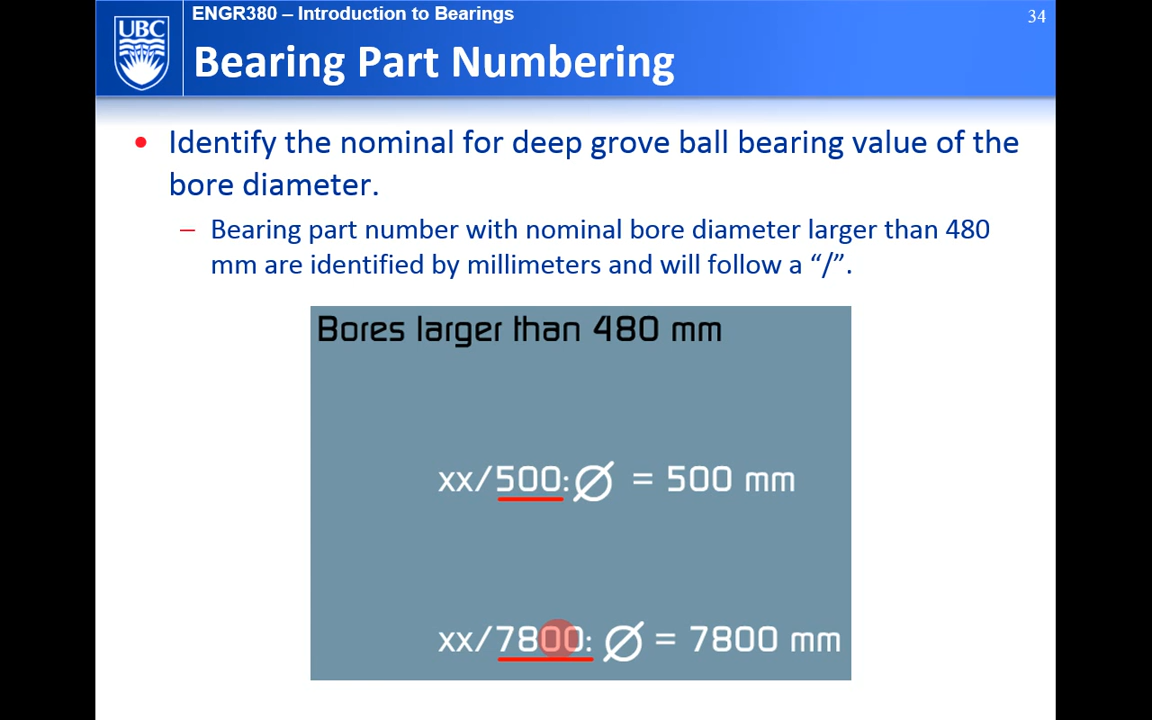 ENGR380 – Introduction to Bearings
34
UBC
Bearing Part Numbering
• Identify the nominal for deep grove ball bearing value of the
bore diameter.
– Bearing part number with nominal bore diameter larger than 480
mm are identified by millimeters and will follow a “/”.
Bores larger than 480 mm
xx/500:Ø = 500 mm
xx/7800: Ø = 7800 mm